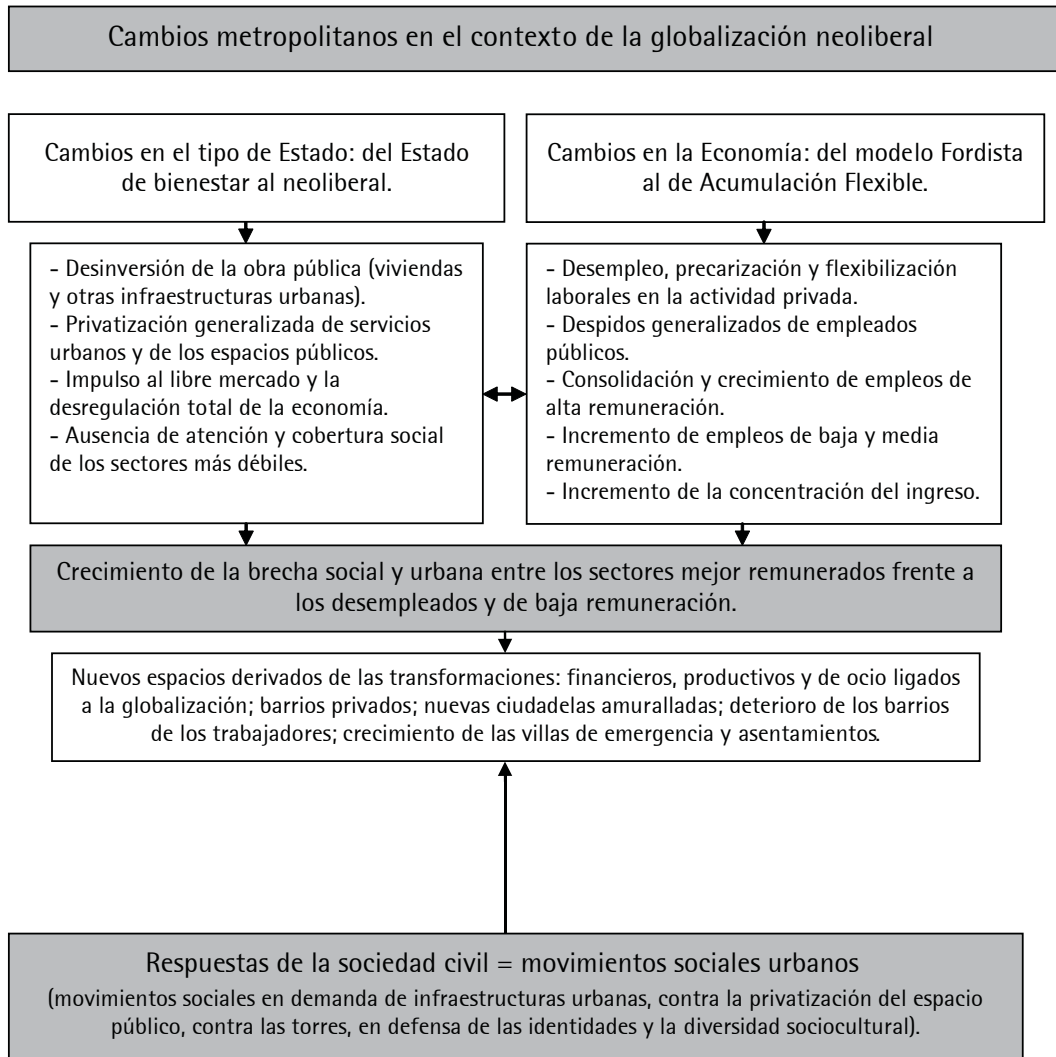 Cambios metropolitanos en el contexto de la globalización neoliberal
Cambios en el tipo de Estado: del Estado
de bienestar al neoliberal.
Cambios en la Economía: del modelo Fordista
al de Acumulación Flexible.
- Desinversión de la obra pública (viviendas
y otras infraestructuras urbanas).
- Privatización generalizada de servicios
urbanos y de los espacios públicos.
- Impulso al libre mercado y la
desregulación total de la economía.
- Ausencia de atención y cobertura social
de los sectores más débiles.
- Desempleo, precarización y flexibilización
laborales en la actividad privada.
- Despidos generalizados de empleados
públicos.
- Consolidación y crecimiento de empleos de
alta remuneración.
- Incremento de empleos de baja y media
remuneración.
- Incremento de la concentración del ingreso.
Crecimiento de la brecha social y urbana entre los sectores mejor remunerados frente a
los desempleados y de baja remuneración.
Nuevos espacios derivados de las transformaciones: financieros, productivos y de ocio ligados
a la globalización; barrios privados; nuevas ciudadelas amuralladas; deterioro de los barrios
de los trabajadores; crecimiento de las villas de emergencia y asentamientos.
Respuestas de la sociedad civil = movimientos sociales urbanos
(movimientos sociales en demanda de infraestructuras urbanas, contra la privatización del espacio
público, contra las torres, en defensa de las identidades y la diversidad sociocultural).